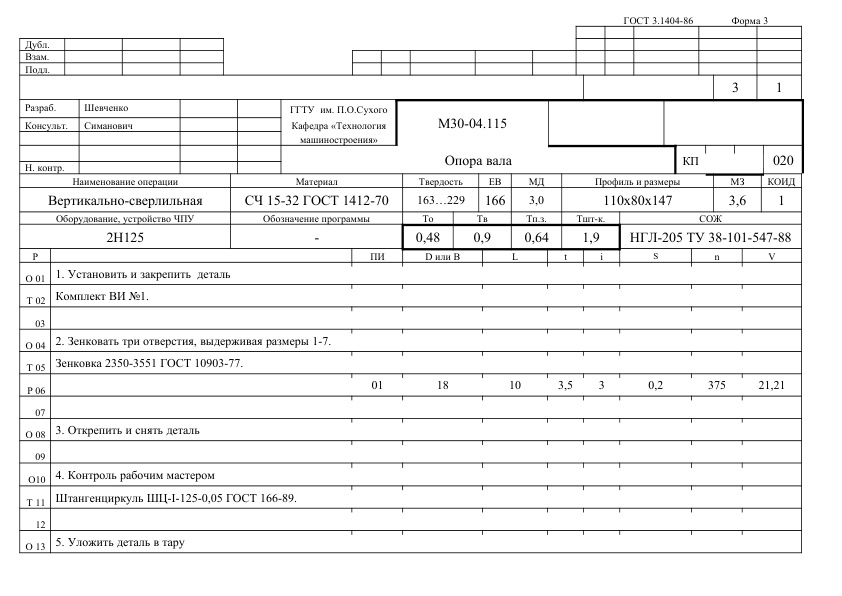 ГОСТ 3.1404-86 Форма 3
Дубл.
Взам.
Подл.
3 1
Разраб. Шевченко ГГТУ им. П.О.Сухого
Консульт. Симанович Кафедра «Технология машиностроения» М30-04.115
Н. контр. Опора вала КП 020
Наименование операции Материал Твердость ЕВ МД Профиль и размеры МЗ КОИД
Вертикально-сверлильная СЧ 15-32 ГОСТ 1412-70 163…229 166 3,0 110х80х147 3,6 1
Оборудование, устройство ЧПУ Обозначение программы То Тв Тп.з. Тшт-к. СОЖ
2Н125 - 0,48 0,9 0,64 1,9 НГЛ-205 ТУ 38-101-547-88
Р ПИ D или В L t i S n V
О 01 1. Установить и закрепить деталь
Т 02 Комплект ВИ №1.
03
О 04 2. Зенковать три отверстия, выдерживая размеры 1-7.
Т 05 Зенковка 2350-3551 ГОСТ 10903-77.
Р 06 01 18 10 3,5 3 0,2 375 21,21
07
О 08 3. Открепить и снять деталь
09
О10 4. Контроль рабочим мастером
Т 11 Штангенциркуль ШЦ-I-125-0,05 ГОСТ 166-89.
12
О 13 5. Уложить деталь в тару